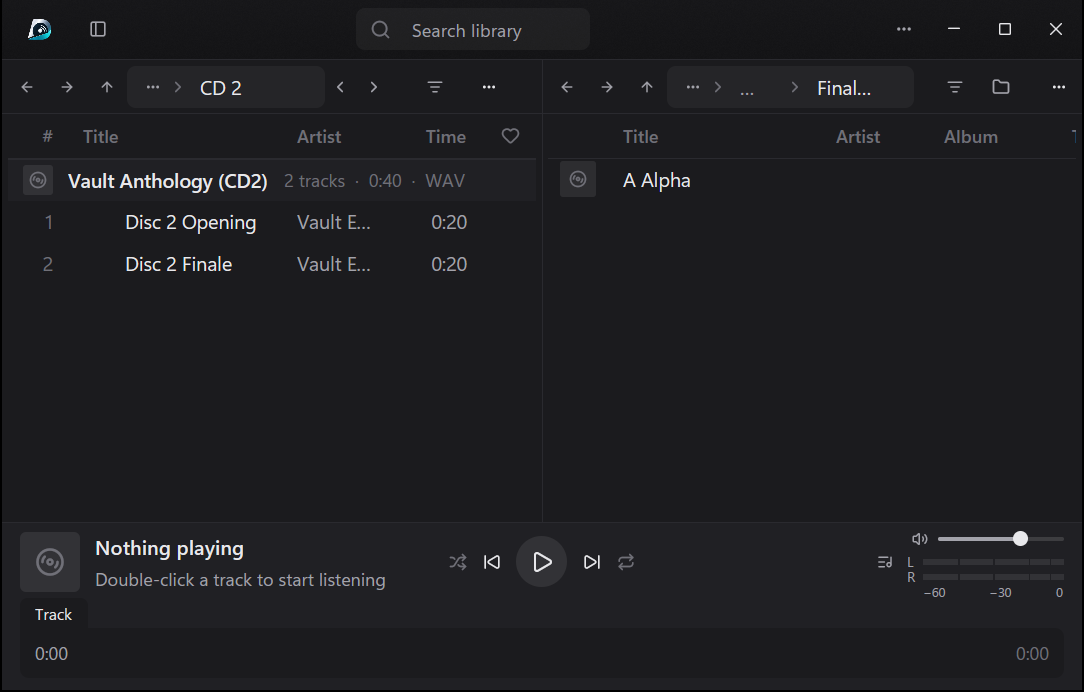 Search library
CD 2
... Final...
# Title Artist Time
Title Artist Album
Vault Anthology (CD2) 2 tracks · 0:40 · WAV
A Alpha
1 Disc 2 Opening Vault E... 0:20
2 Disc 2 Finale Vault E... 0:20
Nothing playing
Double-click a track to start listening
L
R
−60 −30 0
Track
0:00 0:00